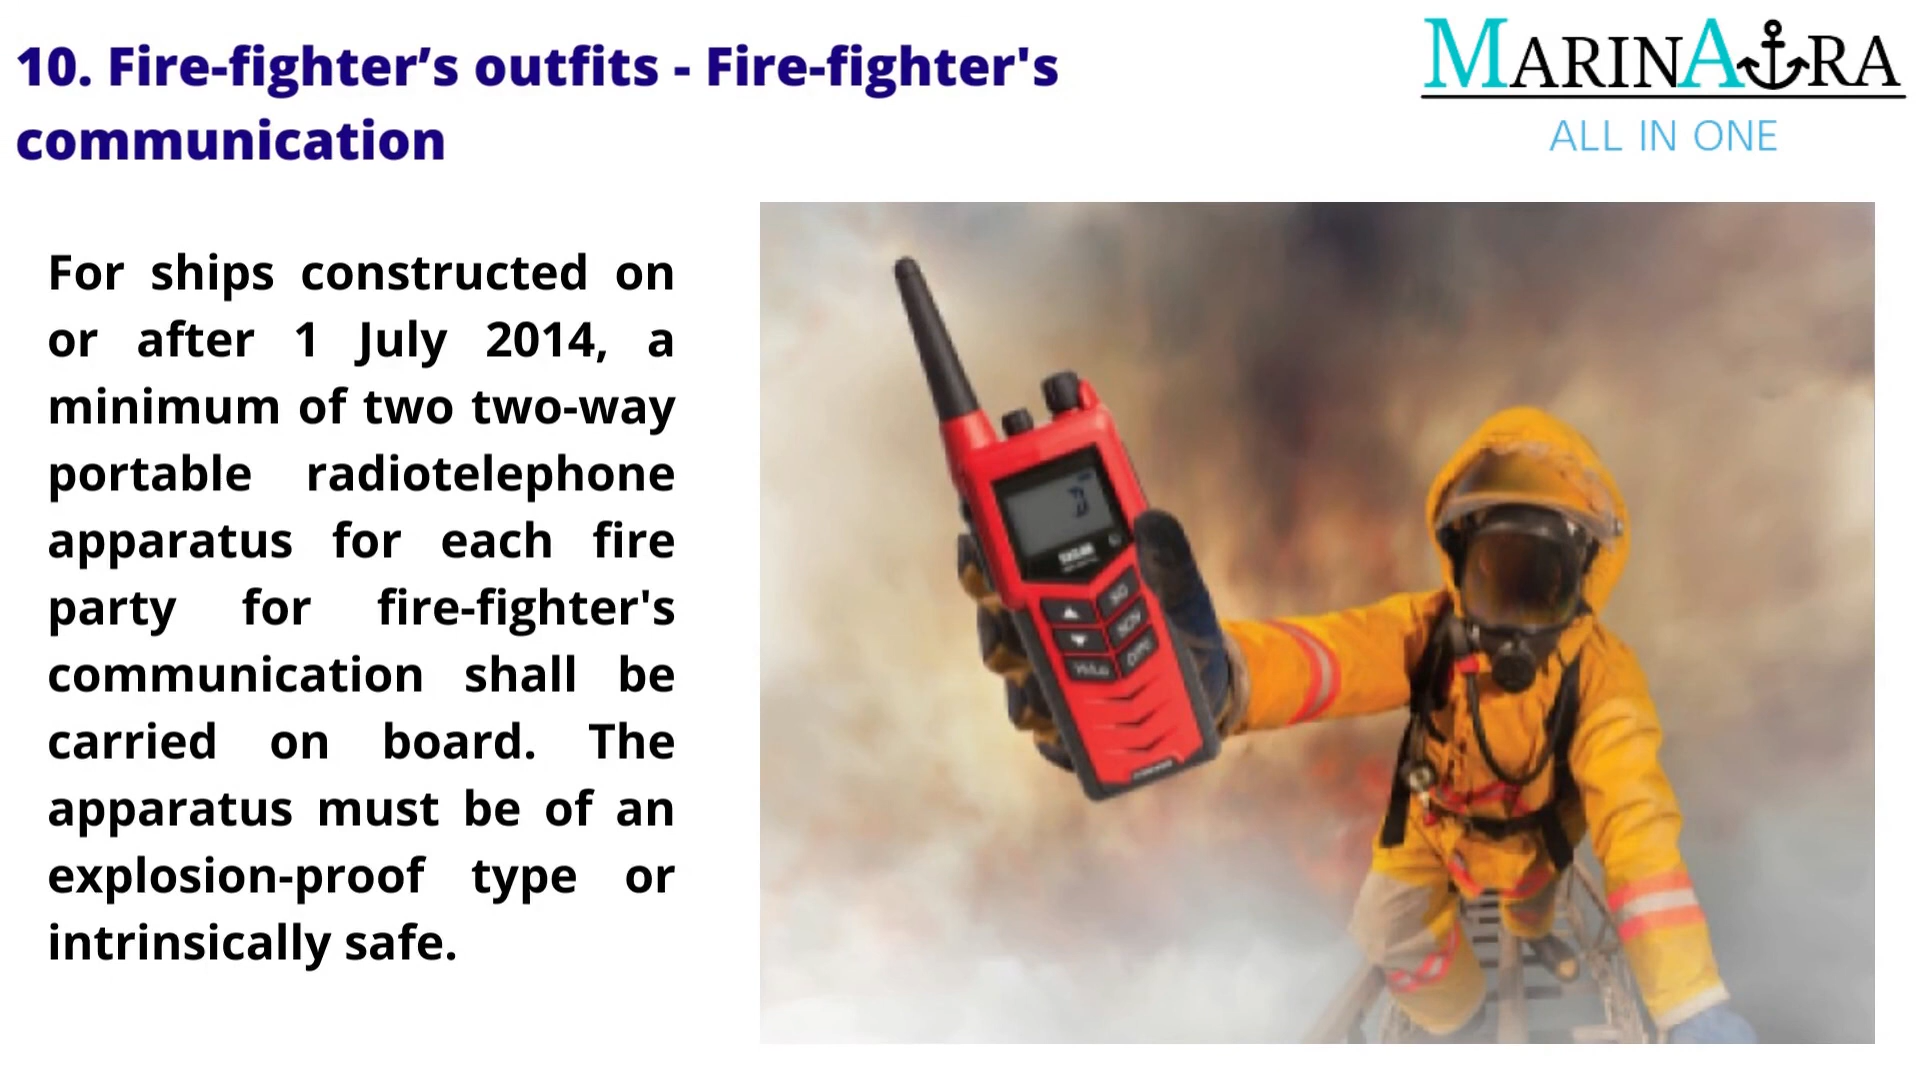 10. Fire-fighter’s outfits - Fire-fighter's
communication
MARINAURA
ALL IN ONE
For ships constructed on
or after 1 July 2014, a
minimum of two two-way
portable radiotelephone
apparatus for each fire
party for fire-fighter's
communication shall be
carried on board. The
apparatus must be of an
explosion-proof type or
intrinsically safe.